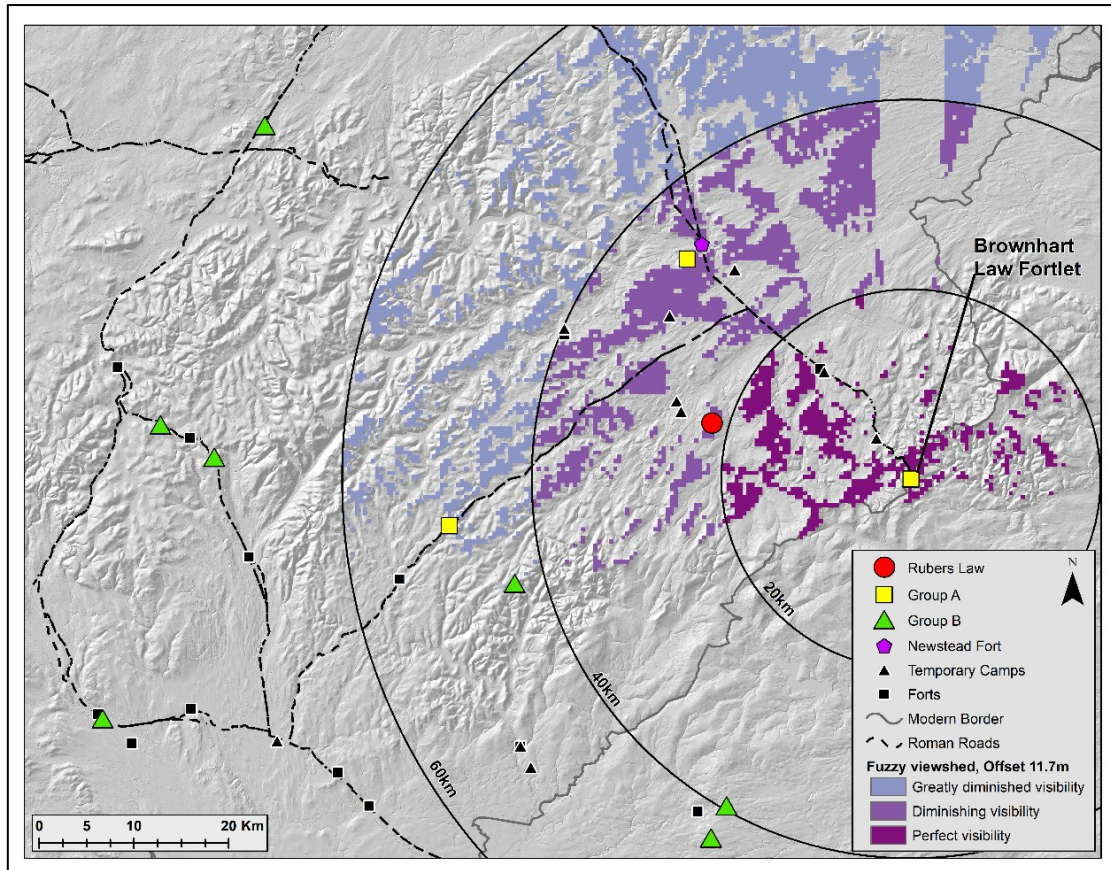 Brownhart
Law Fortlet
20km
40km
60km
0 5 10 20 Km
N
Rubers Law
Group A
Group B
Newstead Fort
Temporary Camps
Forts
Modern Border
Roman Roads
Fuzzy viewshed, Offset 11.7m
Greatly diminished visibility
Diminishing visibility
Perfect visibility